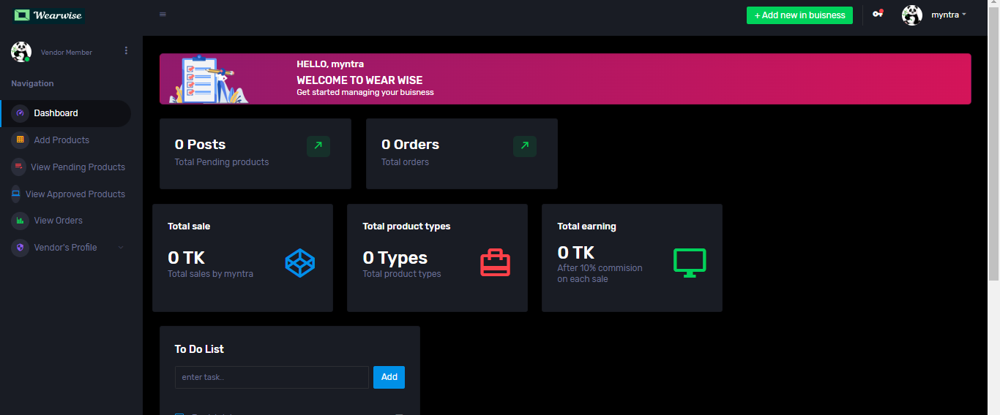 Wearwise
+ Add new in buisness
myntra
Vendor Member
Navigation
Dashboard
Add Products
View Pending Products
View Approved Products
View Orders
Vendor's Profile
HELLO, myntra
WELCOME TO WEAR WISE
Get started managing your buisness
0 Posts
Total Pending products
0 Orders
Total orders
Total sale
0 TK
Total sales by myntra
Total product types
0 Types
Total product types
Total earning
0 TK
After 10% commision
on each sale
To Do List
enter task..
Add